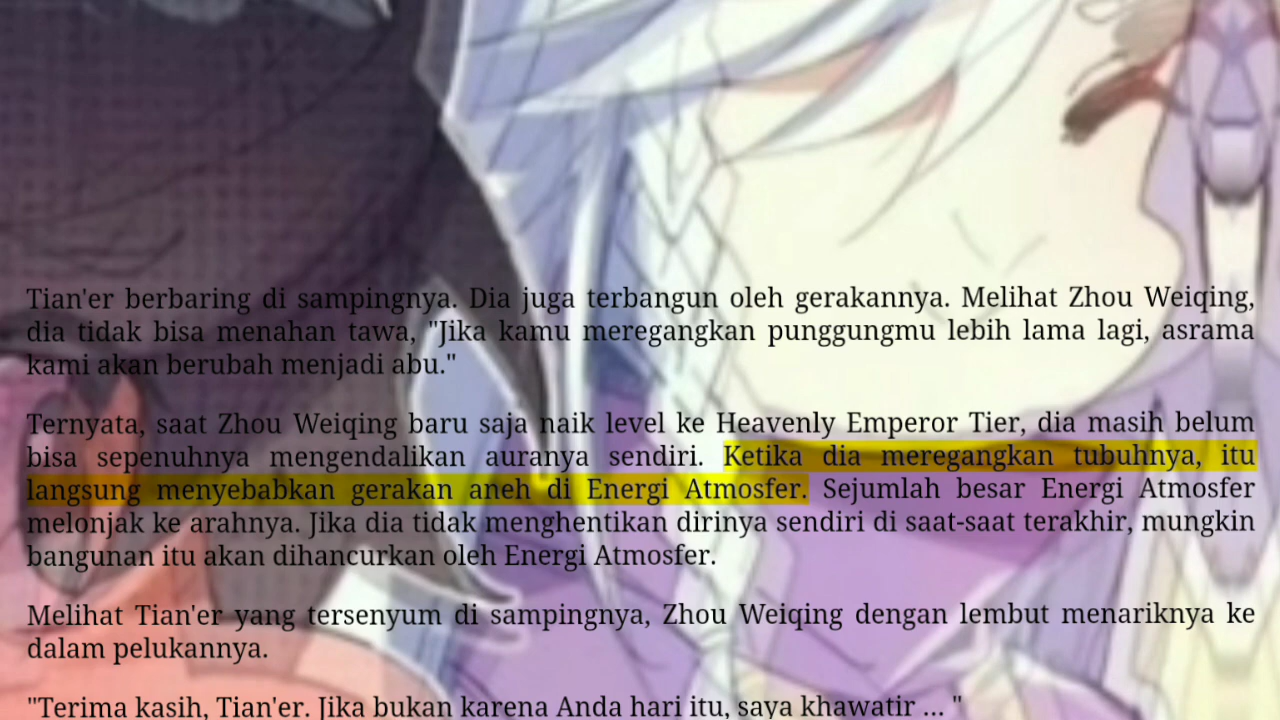 Tian'er berbaring di sampingnya. Dia juga terbangun oleh gerakannya. Melihat Zhou Weiqing,
dia tidak bisa menahan tawa, "Jika kamu meregangkan punggungmu lebih lama lagi, asrama
kami akan berubah menjadi abu."
Ternyata, saat Zhou Weiqing baru saja naik level ke Heavenly Emperor Tier, dia masih belum
bisa sepenuhnya mengendalikan auranya sendiri. Ketika dia meregangkan tubuhnya, itu
langsung menyebabkan gerakan aneh di Energi Atmosfer. Sejumlah besar Energi Atmosfer
melonjak ke arahnya. Jika dia tidak menghentikan dirinya sendiri di saat-saat terakhir, mungkin
bangunan itu akan dihancurkan oleh Energi Atmosfer.
Melihat Tian'er yang tersenyum di sampingnya, Zhou Weiqing dengan lembut menariknya ke
dalam pelukannya.
"Terima kasih, Tian'er. Jika bukan karena Anda hari itu, saya khawatir ... "